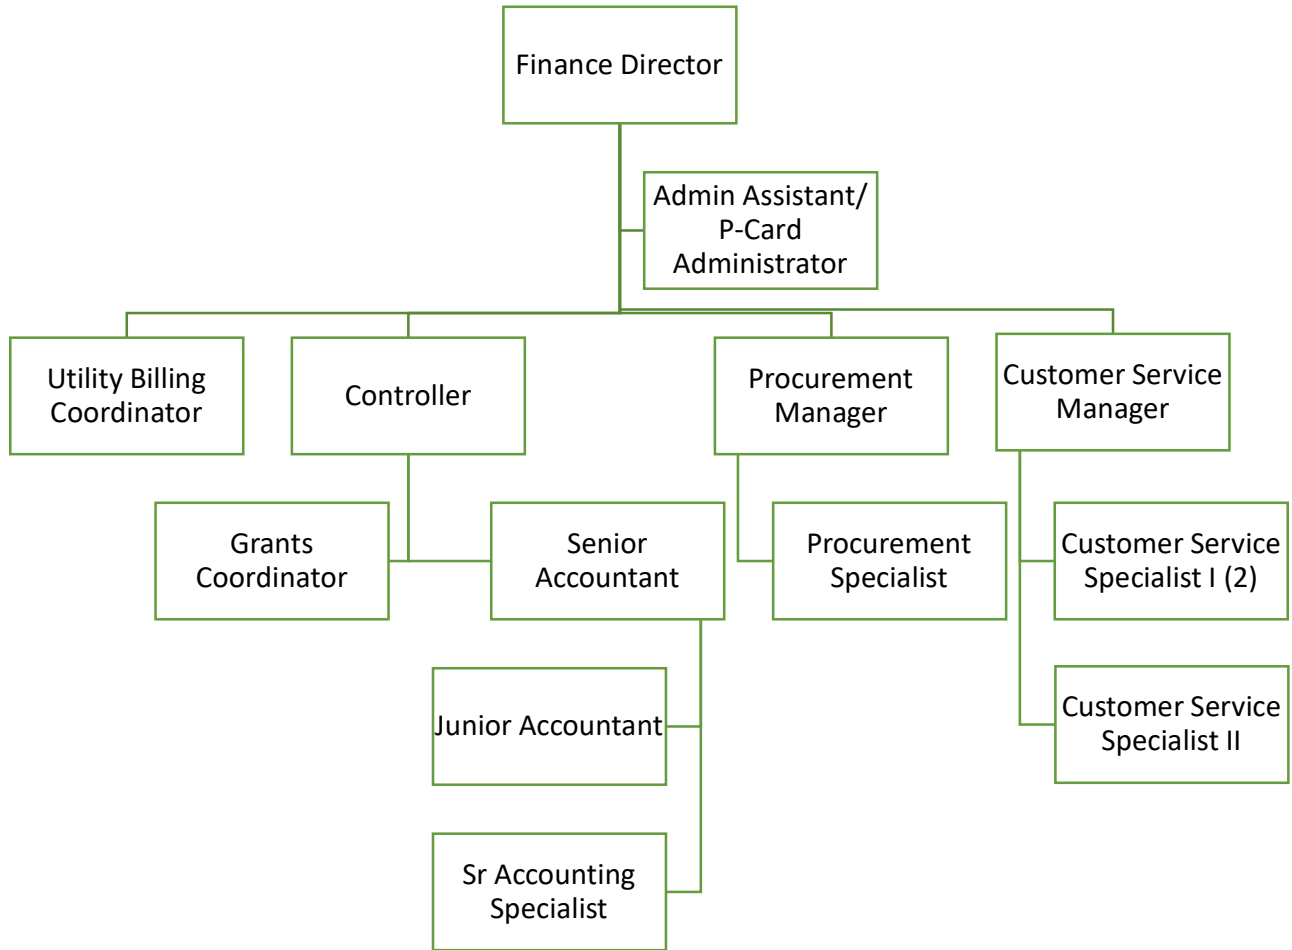 Finance Director
Admin Assistant/
P-Card
Administrator
Utility Billing
Coordinator
Controller
Procurement
Manager
Customer Service
Manager
Grants
Coordinator
Senior
Accountant
Procurement
Specialist
Customer Service
Specialist I (2)
Junior Accountant
Customer Service
Specialist II
Sr Accounting
Specialist